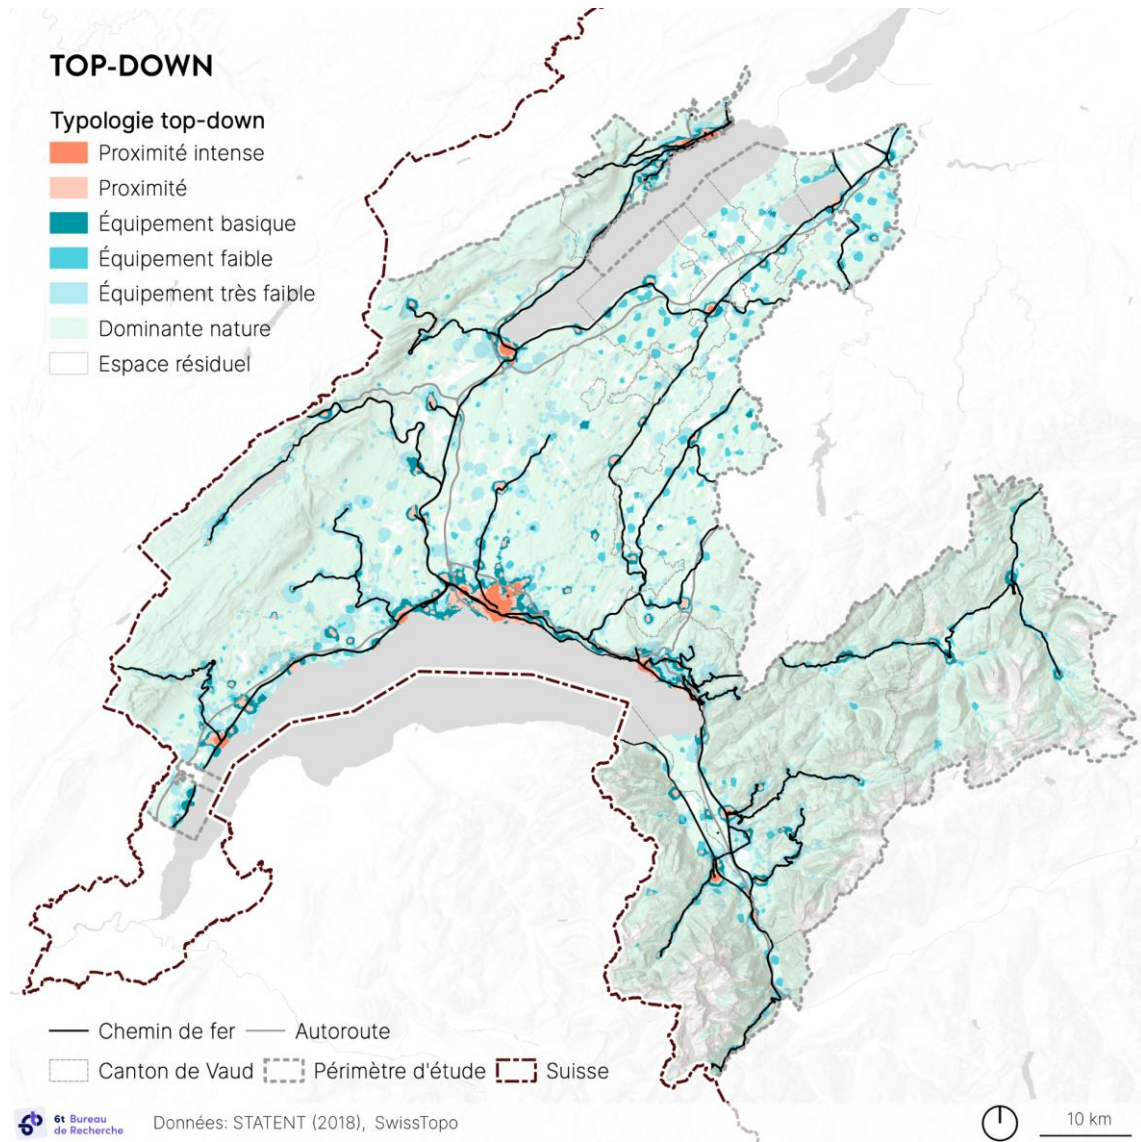 TOP-DOWN
Typologie top-down
Proximité intense
Proximité
Équipement basique
Équipement faible
Équipement très faible
Dominante nature
Espace résiduel
Chemin de fer
Autoroute
Canton de Vaud
Périmètre d'étude
Suisse
6t Bureau
de Recherche
Données: STATENT (2018), SwissTopo
10 km